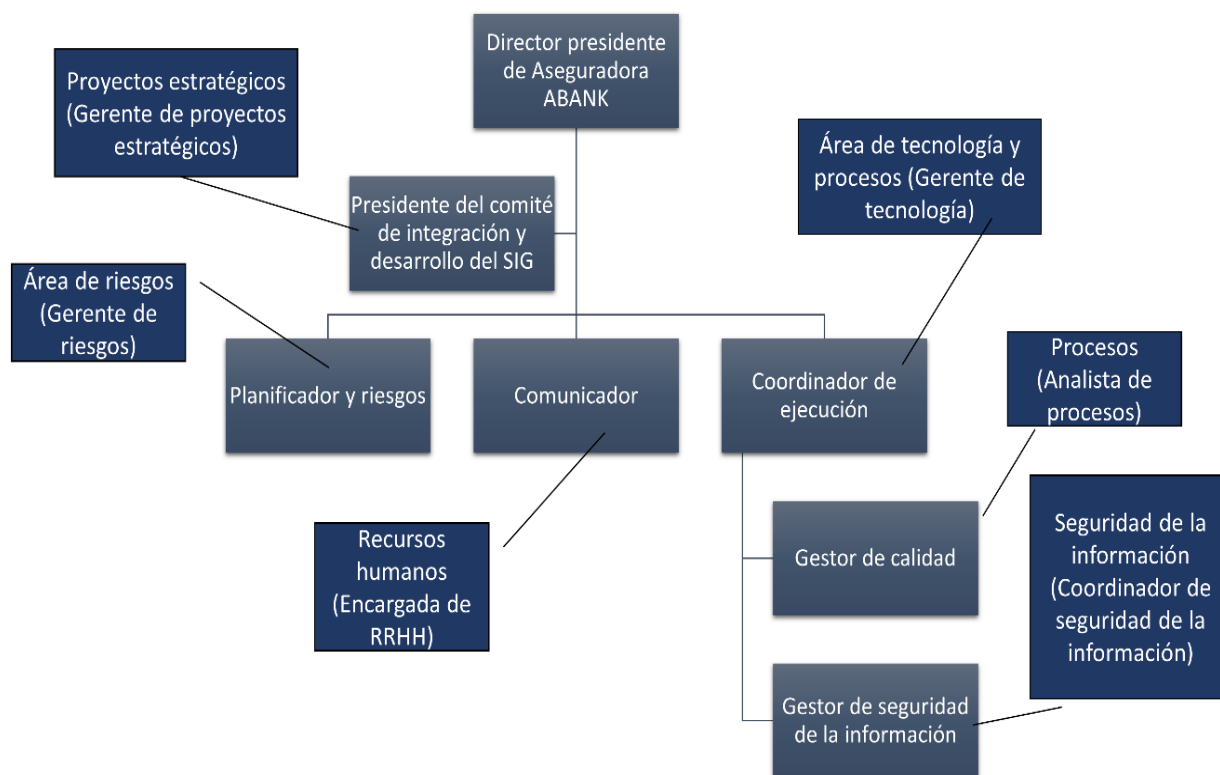 Director presidente
de Aseguradora
ABANK
Proyectos estratégicos
(Gerente de proyectos
estratégicos)
Área de tecnología y
procesos (Gerente de
tecnología)
Presidente del comité
de integración y
desarrollo del SIG
Área de riesgos
(Gerente de
riesgos)
Planificador y riesgos
Comunicador
Coordinador de
ejecución
Procesos
(Analista de
procesos)
Recursos
humanos
(Encargada de
RRHH)
Gestor de calidad
Seguridad de la
información
(Coordinador de
seguridad de la
información)
Gestor de seguridad
de la información